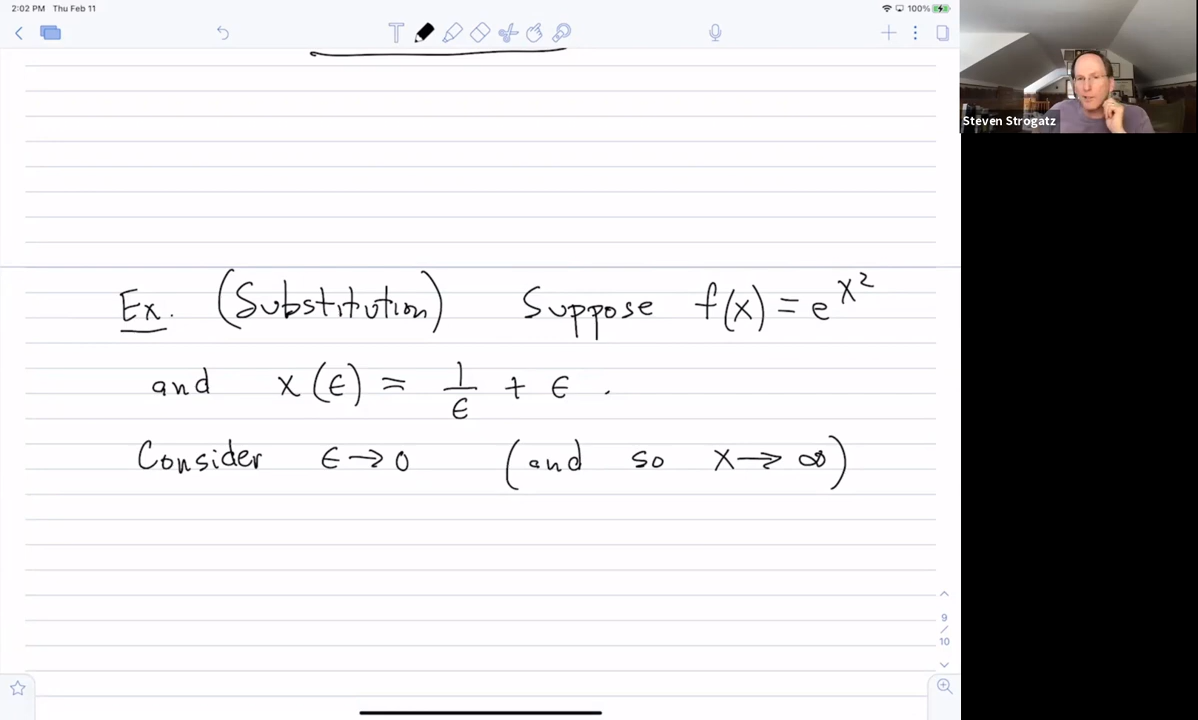 2:02 PM Thu Feb 11
100%
Steven Strogatz
Ex. (Substitution) Suppose f(x) = e^{x^2}
and x(ϵ) = 1/ϵ + ϵ .
Consider ϵ → 0 (and so x → ∞)
9
/
10